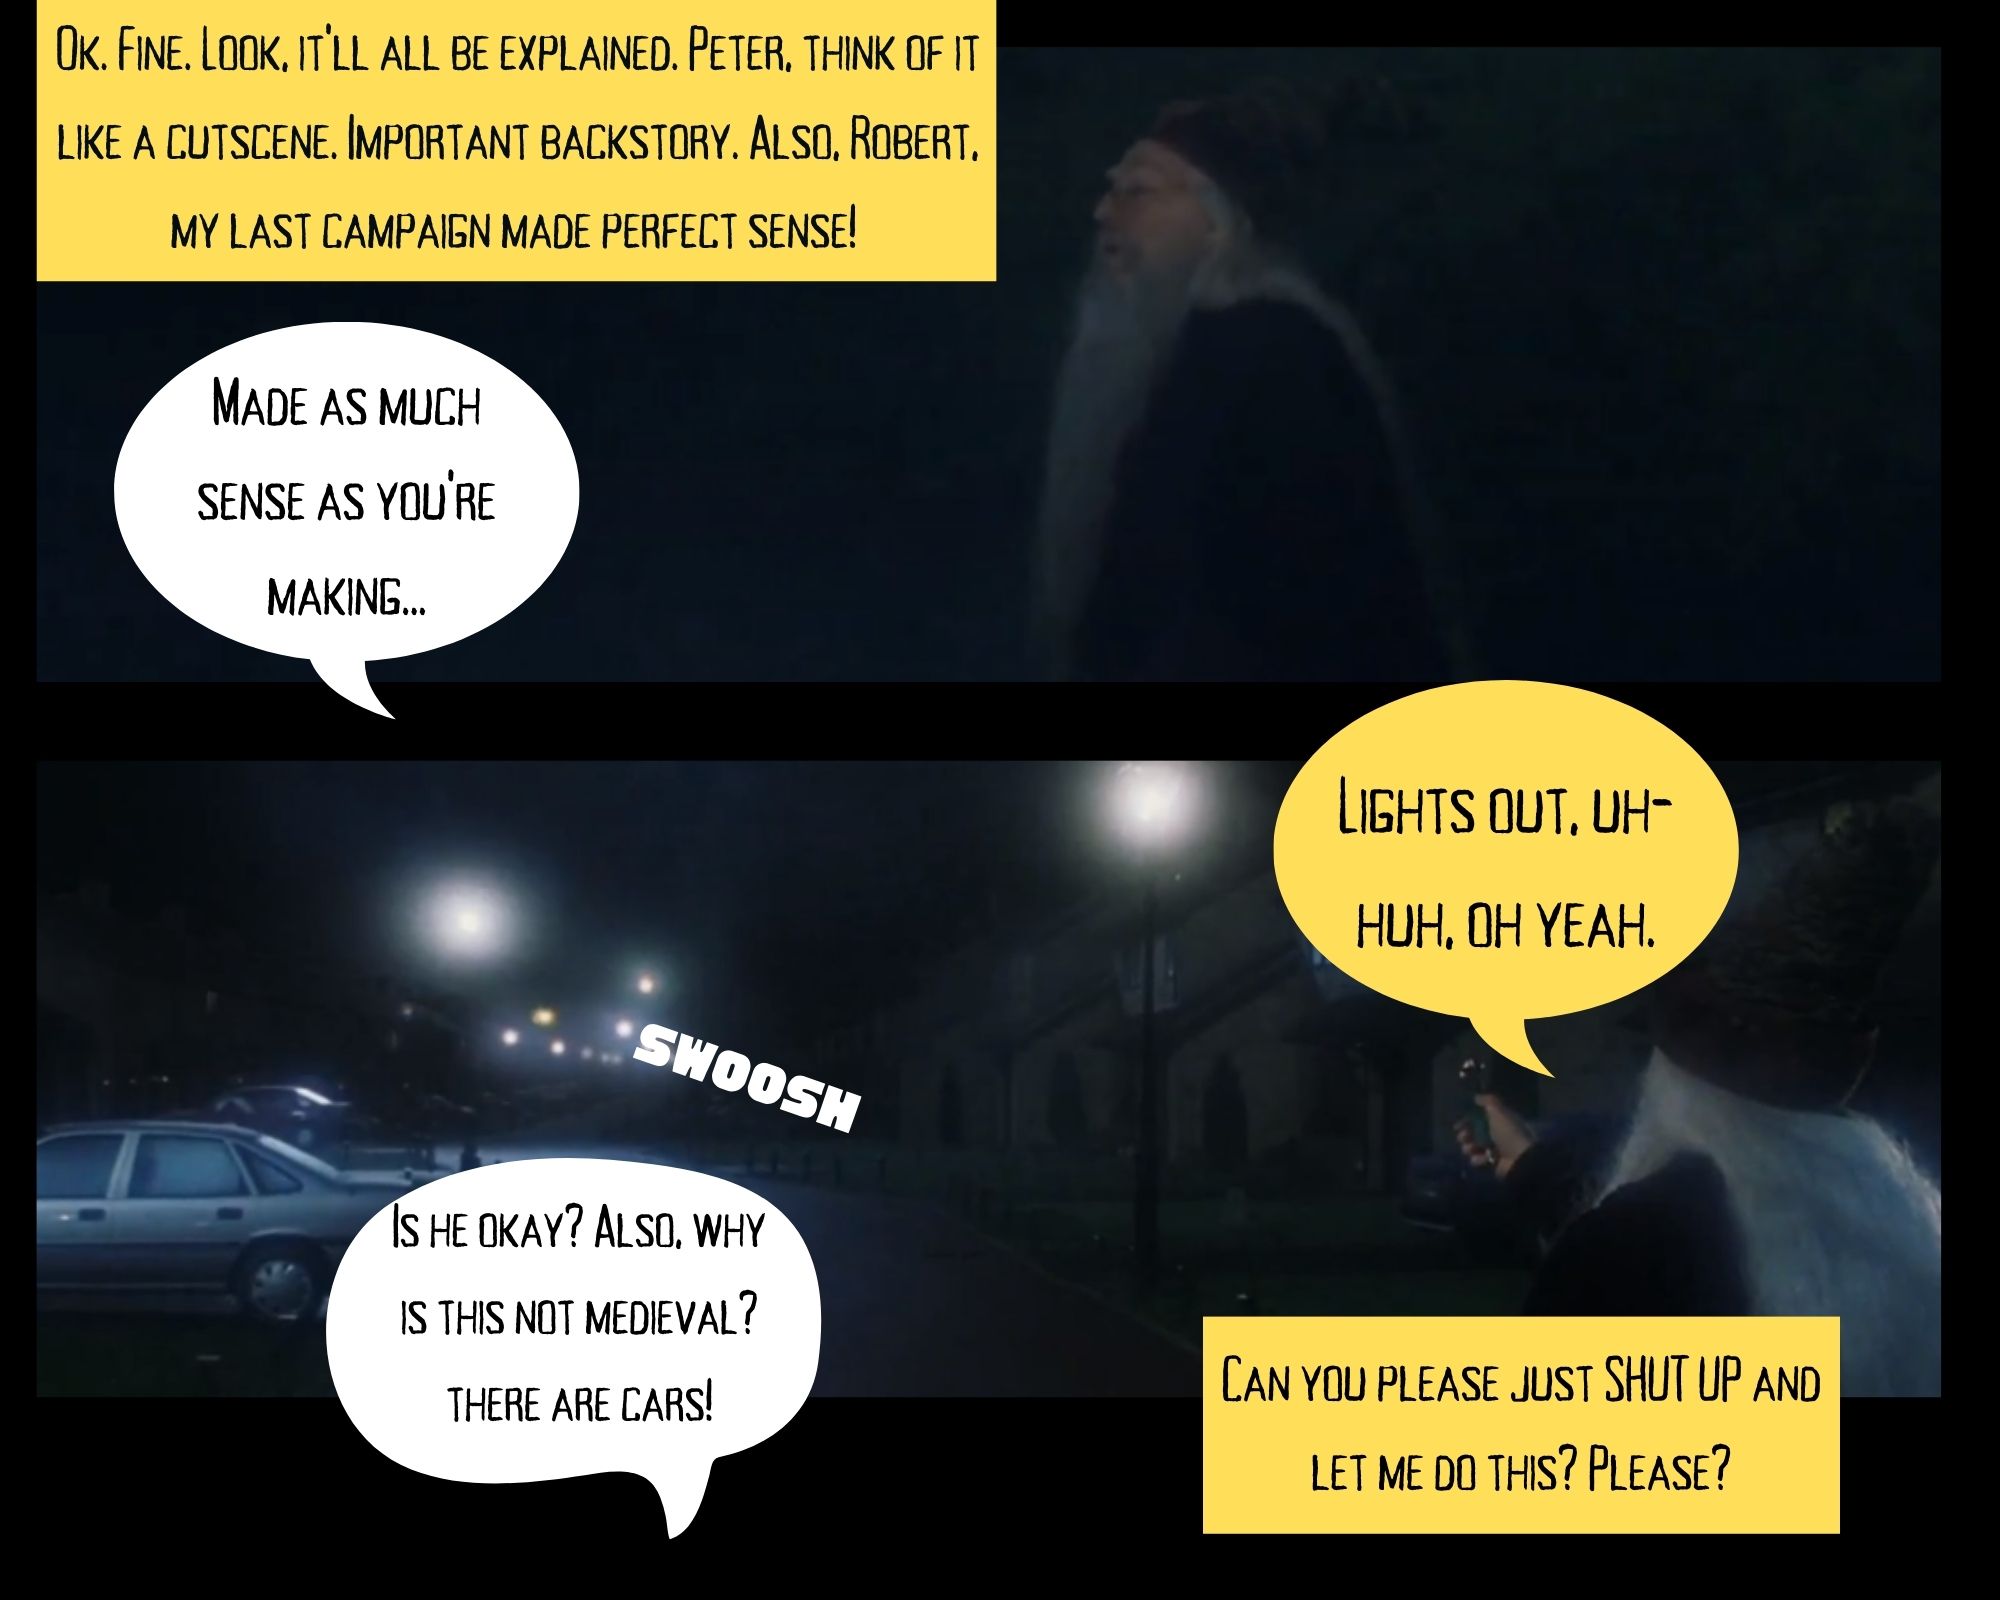 Ok. Fine. Look, it'll all be explained. Peter, think of it
like a cutscene. Important backstory. Also, Robert,
my last campaign made perfect sense!
Made as much
sense as you're
making...
Lights out, uh-
huh, oh yeah.
SWOOSH
Is he okay? Also, why
is this not medieval?
there are cars!
Can you please just SHUT UP and
let me do this? Please?